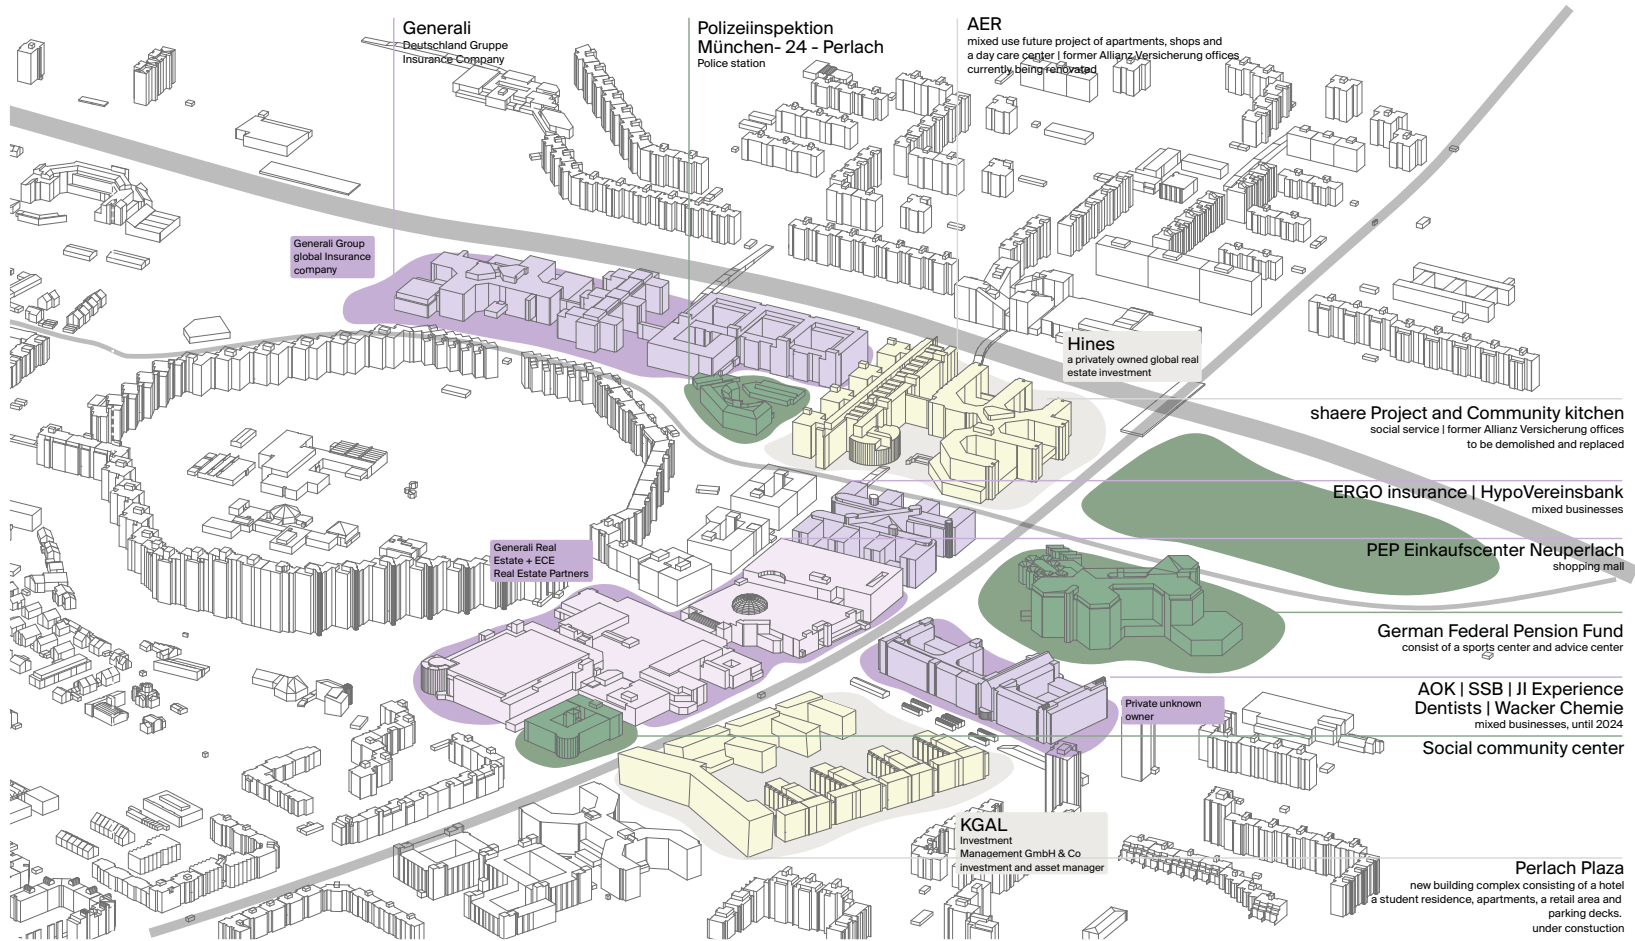 Generali
Deutschland Gruppe
Insurance Company
Polizeiinspektion
München- 24 - Perlach
Police station
AER
mixed use future project of apartments, shops and
a day care center | former Allianz Versicherung offices
currently being renovated
Generali Group
global Insurance
company
Hines
a privately owned global real
estate investment
shaere Project and Community kitchen
social service | former Allianz Versicherung offices
to be demolished and replaced
ERGO insurance | HypoVereinsbank
mixed businesses
Generali Real
Estate + ECE
Real Estate Partners
PEP Einkaufscenter Neuperlach
shopping mall
German Federal Pension Fund
consist of a sports center and advice center
AOK | SSB | JI Experience
Dentists | Wacker Chemie
mixed businesses, until 2024
Private unknown
owner
Social community center
KGAL
Investment
Management GmbH & Co
investment and asset manager
Perlach Plaza
new building complex consisting of a hotel
a student residence, apartments, a retail area and
parking decks.
under constuction